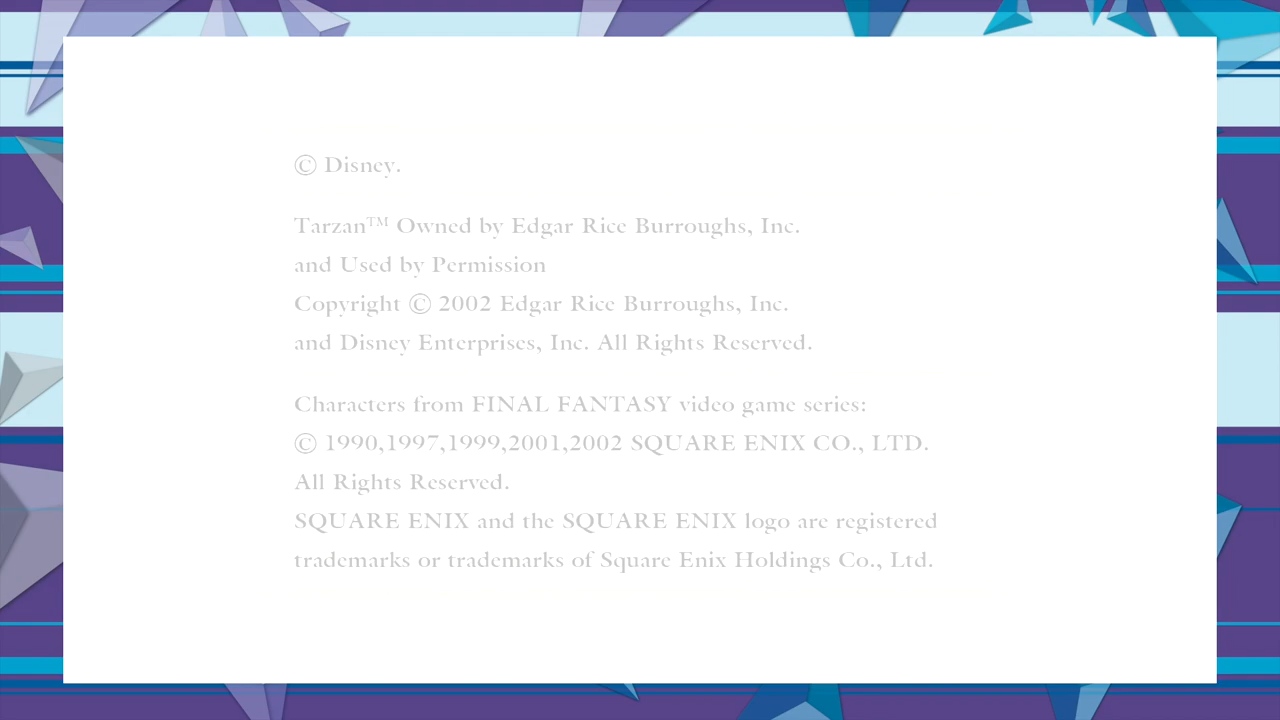 © Disney.
Tarzan™ Owned by Edgar Rice Burroughs, Inc.
and Used by Permission
Copyright © 2002 Edgar Rice Burroughs, Inc.
and Disney Enterprises, Inc. All Rights Reserved.
Characters from FINAL FANTASY video game series:
© 1990,1997,1999,2001,2002 SQUARE ENIX CO., LTD.
All Rights Reserved.
SQUARE ENIX and the SQUARE ENIX logo are registered
trademarks or trademarks of Square Enix Holdings Co., Ltd.